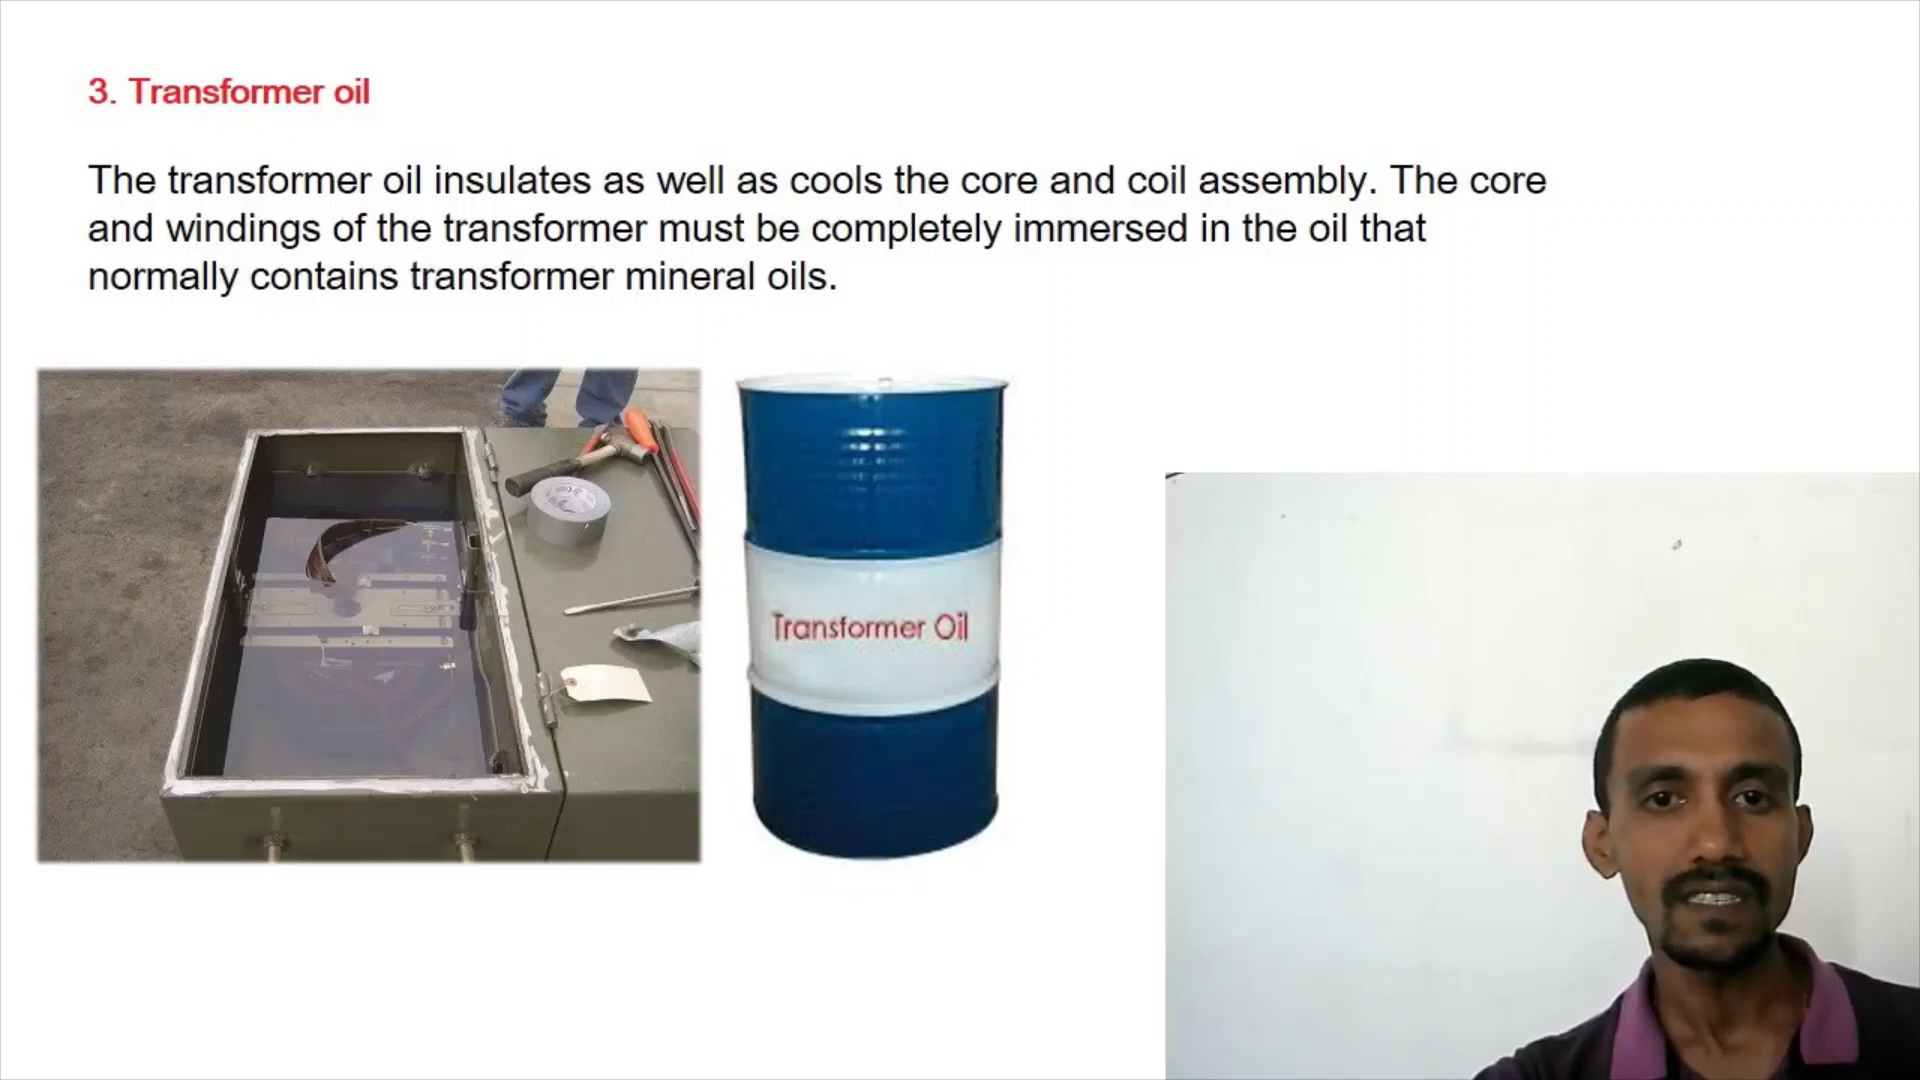 3. Transformer oil
The transformer oil insulates as well as cools the core and coil assembly. The core
and windings of the transformer must be completely immersed in the oil that
normally contains transformer mineral oils.
Transformer Oil